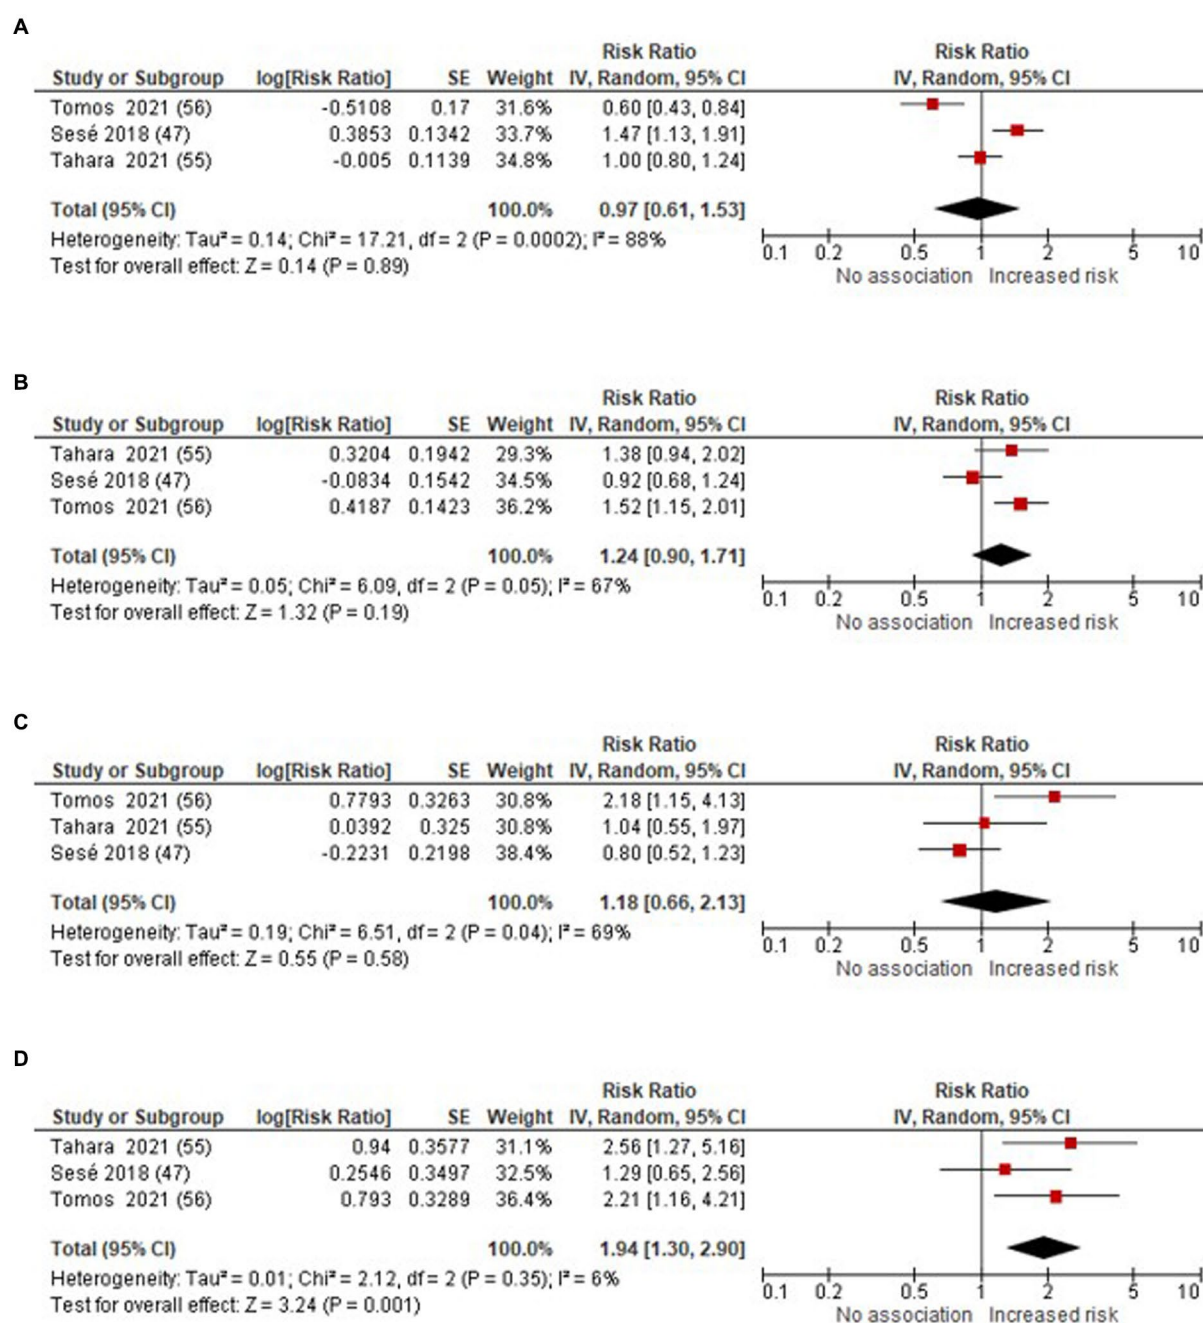 A
Risk Ratio Risk Ratio
Study or Subgroup log[Risk Ratio] SE Weight IV, Random, 95% CI IV, Random, 95% CI
Tomos 2021 (56) -0.5108 0.17 31.6% 0.60 [0.43, 0.84]
Sesé 2018 (47) 0.3853 0.1342 33.7% 1.47 [1.13, 1.91]
Tahara 2021 (55) -0.005 0.1139 34.8% 1.00 [0.80, 1.24]
Total (95% CI) 100.0% 0.97 [0.61, 1.53]
Heterogeneity: Tau² = 0.14; Chi² = 17.21, df = 2 (P = 0.0002); I² = 88%
Test for overall effect: Z = 0.14 (P = 0.89)
0.1 0.2 0.5 1 2 5 10
No association Increased risk
B
Risk Ratio Risk Ratio
Study or Subgroup log[Risk Ratio] SE Weight IV, Random, 95% CI IV, Random, 95% CI
Tahara 2021 (55) 0.3204 0.1942 29.3% 1.38 [0.94, 2.02]
Sesé 2018 (47) -0.0834 0.1542 34.5% 0.92 [0.68, 1.24]
Tomos 2021 (56) 0.4187 0.1423 36.2% 1.52 [1.15, 2.01]
Total (95% CI) 100.0% 1.24 [0.90, 1.71]
Heterogeneity: Tau² = 0.05; Chi² = 6.09, df = 2 (P = 0.05); I² = 67%
Test for overall effect: Z = 1.32 (P = 0.19)
0.1 0.2 0.5 1 2 5 10
No association Increased risk
C
Risk Ratio Risk Ratio
Study or Subgroup log[Risk Ratio] SE Weight IV, Random, 95% CI IV, Random, 95% CI
Tomos 2021 (56) 0.7793 0.3263 30.8% 2.18 [1.15, 4.13]
Tahara 2021 (55) 0.0392 0.325 30.8% 1.04 [0.55, 1.97]
Sesé 2018 (47) -0.2231 0.2198 38.4% 0.80 [0.52, 1.23]
Total (95% CI) 100.0% 1.18 [0.66, 2.13]
Heterogeneity: Tau² = 0.19; Chi² = 6.51, df = 2 (P = 0.04); I² = 69%
Test for overall effect: Z = 0.55 (P = 0.58)
0.1 0.2 0.5 1 2 5 10
No association Increased risk
D
Risk Ratio Risk Ratio
Study or Subgroup log[Risk Ratio] SE Weight IV, Random, 95% CI IV, Random, 95% CI
Tahara 2021 (55) 0.94 0.3577 31.1% 2.56 [1.27, 5.16]
Sesé 2018 (47) 0.2546 0.3497 32.5% 1.29 [0.65, 2.56]
Tomos 2021 (56) 0.793 0.3289 36.4% 2.21 [1.16, 4.21]
Total (95% CI) 100.0% 1.94 [1.30, 2.90]
Heterogeneity: Tau² = 0.01; Chi² = 2.12, df = 2 (P = 0.35); I² = 6%
Test for overall effect: Z = 3.24 (P = 0.001)
0.1 0.2 0.5 1 2 5 10
No association Increased risk